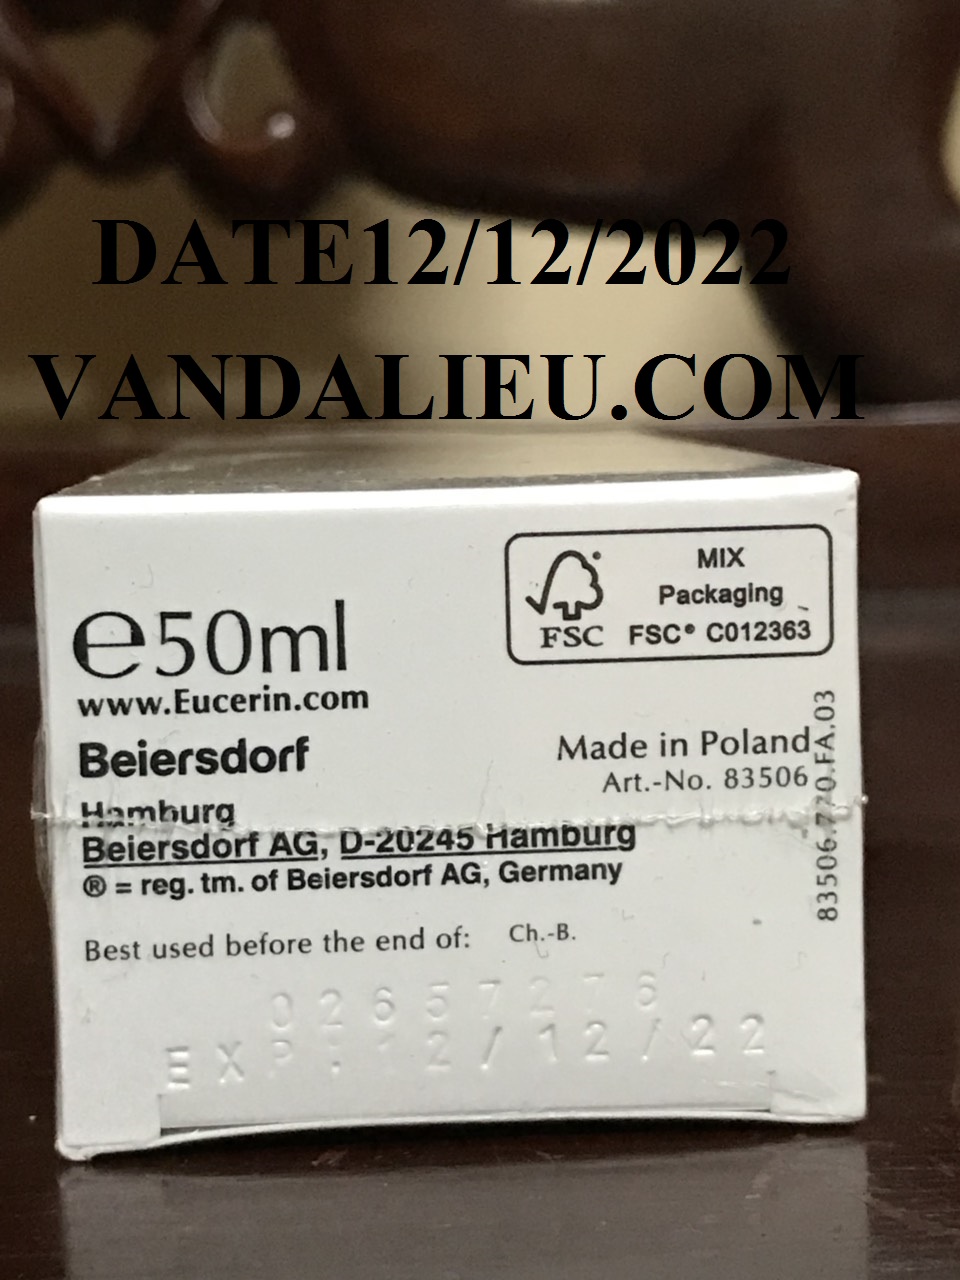 DATE12/12/2022
VANDALIEU.COM
MIX
Packaging
FSC FSC® C012363
℮50ml
www.Eucerin.com
Beiersdorf
Hamburg
Made in Poland
Art.-No. 83506
83506.770.FA.03
Beiersdorf AG, D-20245 Hamburg
® = reg. tm. of Beiersdorf AG, Germany
Best used before the end of: Ch.-B.
02657276
EXP:12/12/22